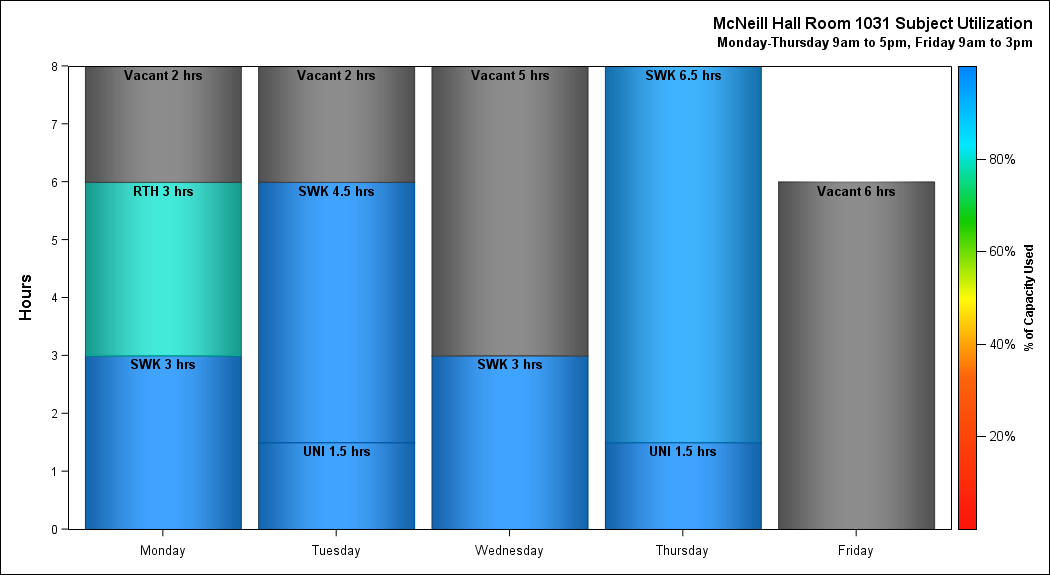 McNeill Hall Room 1031 Subject Utilization
Monday-Thursday 9am to 5pm, Friday 9am to 3pm
Hours
8
7
6
5
4
3
2
1
0
Vacant 2 hrs
RTH 3 hrs
SWK 3 hrs
Vacant 2 hrs
SWK 4.5 hrs
UNI 1.5 hrs
Vacant 5 hrs
SWK 3 hrs
SWK 6.5 hrs
UNI 1.5 hrs
Vacant 6 hrs
Monday
Tuesday
Wednesday
Thursday
Friday
80%
60%
40%
20%
% of Capacity Used